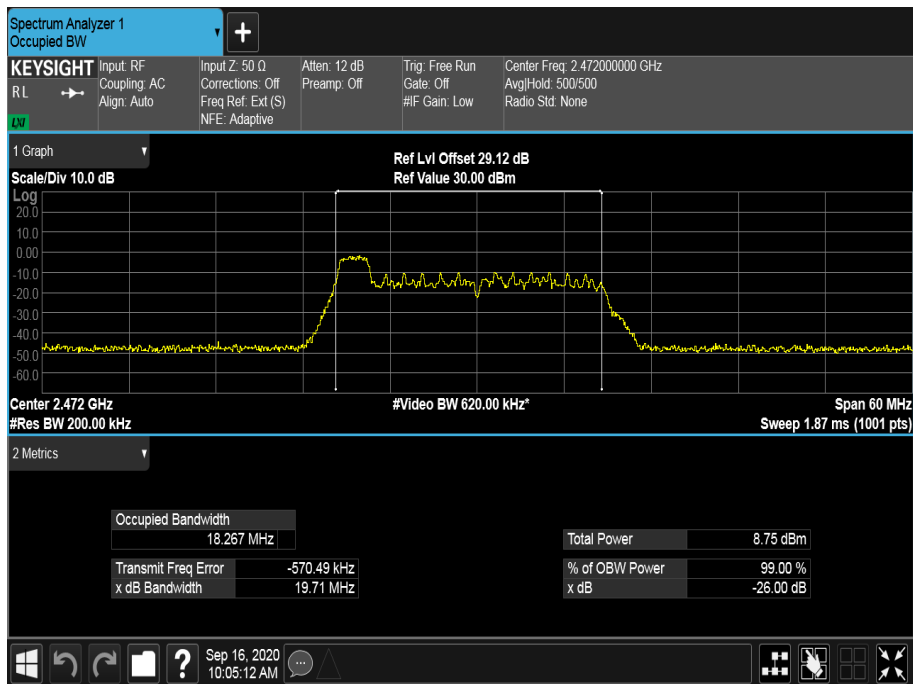 Spectrum Analyzer 1
Occupied BW
+
KEYSIGHT
RL
LXI
Input: RF
Coupling: AC
Align: Auto
Input Z: 50 Ω
Corrections: Off
Freq Ref: Ext (S)
NFE: Adaptive
Atten: 12 dB
Preamp: Off
Trig: Free Run
Gate: Off
#IF Gain: Low
Center Freq: 2.472000000 GHz
Avg|Hold: 500/500
Radio Std: None
1 Graph
Scale/Div 10.0 dB
Ref Lvl Offset 29.12 dB
Ref Value 30.00 dBm
Log
20.0
10.0
0.00
-10.0
-20.0
-30.0
-40.0
-50.0
-60.0
Center 2.472 GHz
#Video BW 620.00 kHz*
Span 60 MHz
#Res BW 200.00 kHz
Sweep 1.87 ms (1001 pts)
2 Metrics
Occupied Bandwidth
18.267 MHz
Total Power 8.75 dBm
Transmit Freq Error -570.49 kHz
% of OBW Power 99.00 %
x dB Bandwidth 19.71 MHz
x dB -26.00 dB
?
Sep 16, 2020
10:05:12 AM